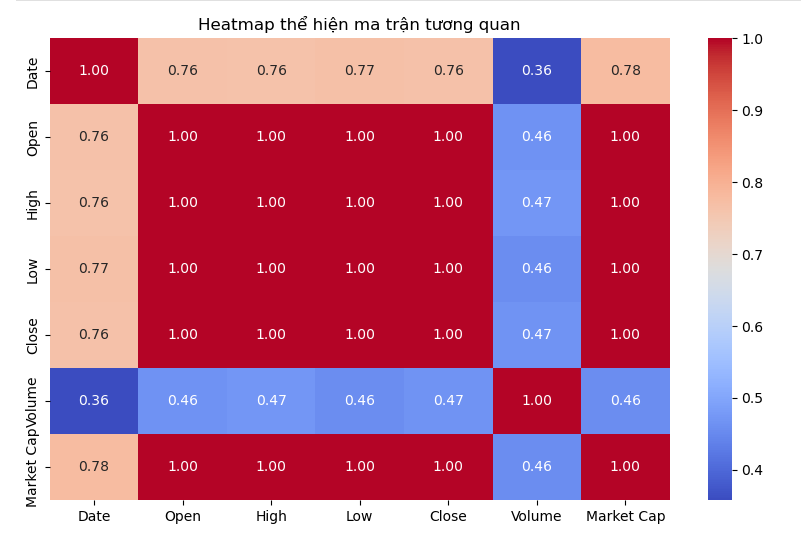 Heatmap thể hiện ma trận tương quan
Date 1.00 0.76 0.76 0.77 0.76 0.36 0.78
Open 0.76 1.00 1.00 1.00 1.00 0.46 1.00
High 0.76 1.00 1.00 1.00 1.00 0.47 1.00
Low 0.77 1.00 1.00 1.00 1.00 0.46 1.00
Close 0.76 1.00 1.00 1.00 1.00 0.47 1.00
Volume 0.36 0.46 0.47 0.46 0.47 1.00 0.46
Market Cap 0.78 1.00 1.00 1.00 1.00 0.46 1.00
Date Open High Low Close Volume Market Cap
1.0
0.9
0.8
0.7
0.6
0.5
0.4